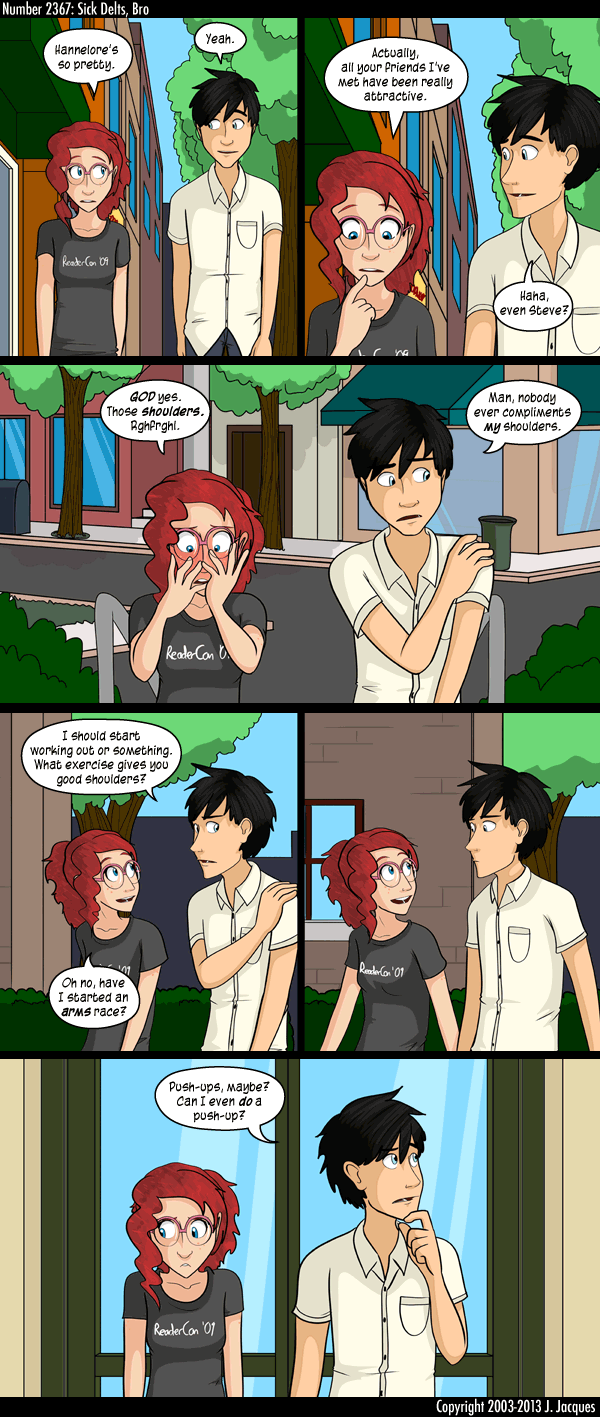 Number 2367: Sick Delts, Bro
Hannelore's
so pretty.
Yeah.
ReaderCon '09
Actually,
all your friends I've
met have been really
attractive.
Haha,
even Steve?
GOD yes.
Those shoulders.
Rghfrghl.
Man, nobody
ever compliments
my shoulders.
ReaderCon '0
I should start
working out or something.
What exercise gives you
good shoulders?
Oh no, have
I started an
arms race?
ReaderCon '09
Push-ups, maybe?
Can I even do a
push-up?
ReaderCon '09
Copyright 2003-2013 J. Jacques